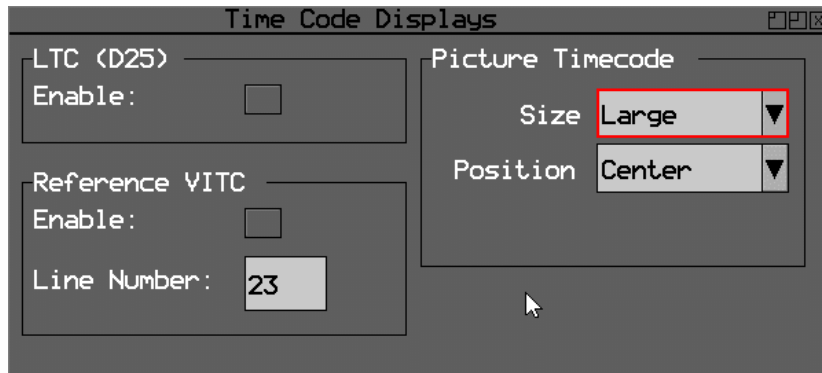 Time Code Displays
LTC (D25)
Enable:
Reference VITC
Enable:
Line Number: 23
Picture Timecode
Size Large
Position Center